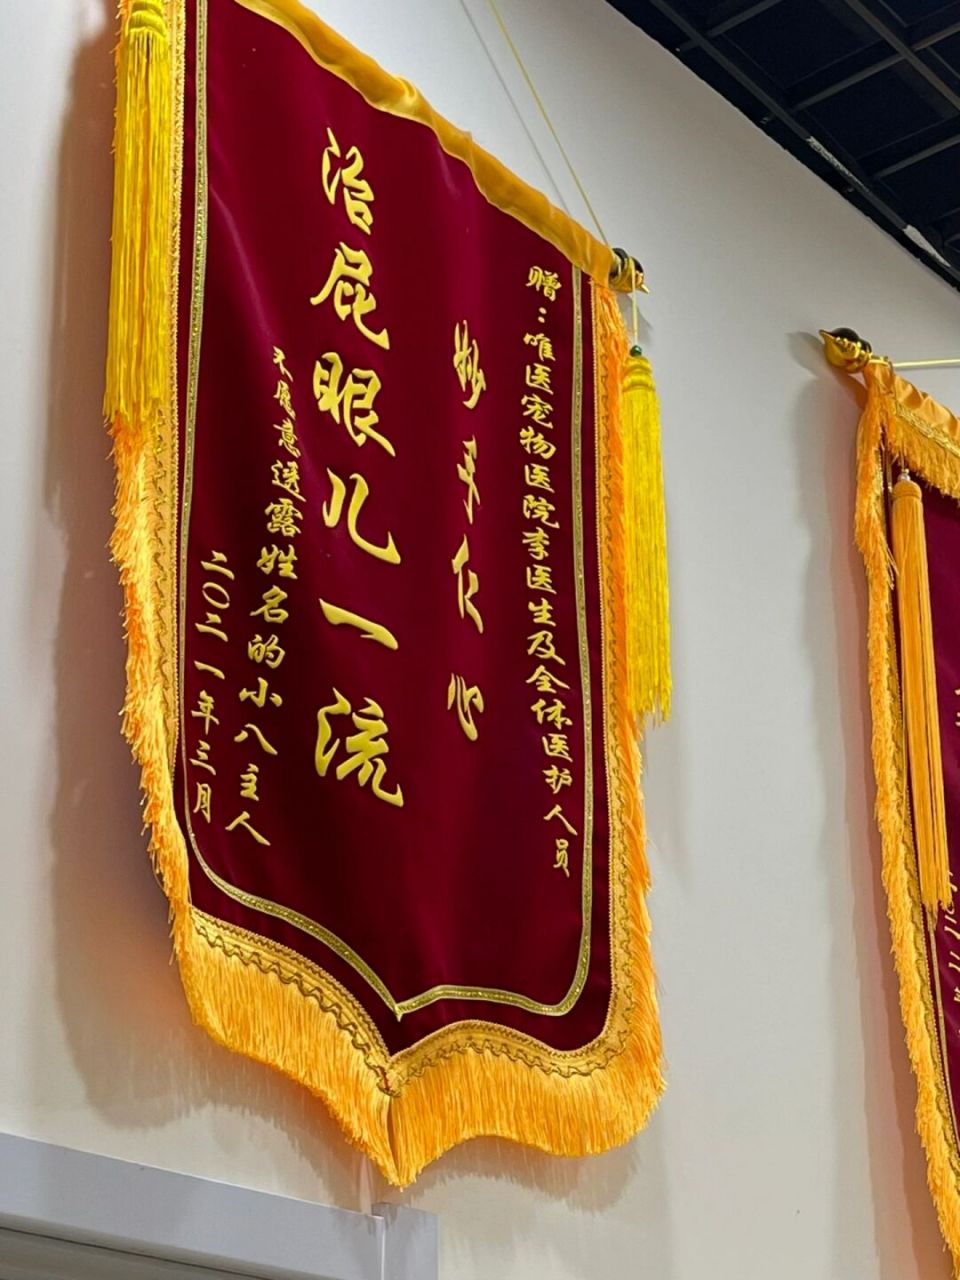 赠：唯医宠物医院李医生及全体医护人员
妙手仁心
治屁眼儿一流
不愿意透露姓名的小八主人
二〇二一年三月